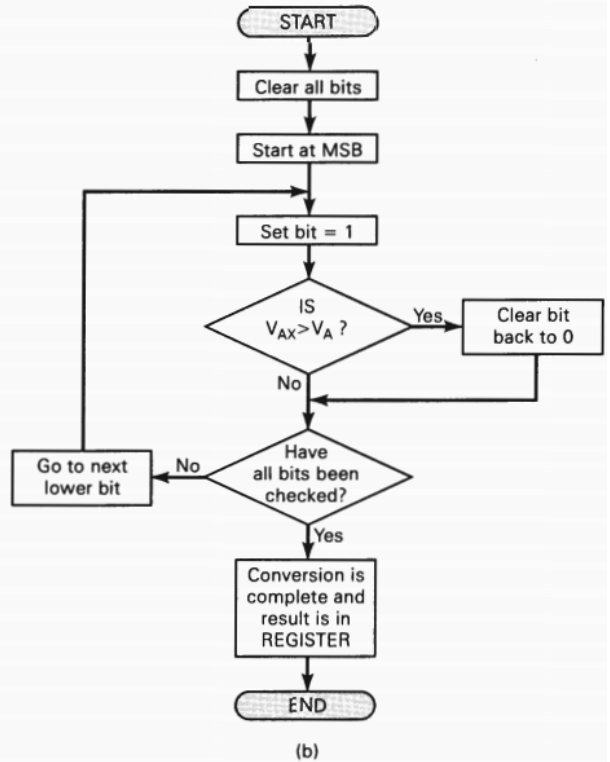 START
Clear all bits
Start at MSB
Set bit = 1
IS
V_AX>V_A ?
Yes
Clear bit
back to 0
No
Have
all bits been
checked?
No
Go to next
lower bit
Yes
Conversion is
complete and
result is in
REGISTER
END
(b)